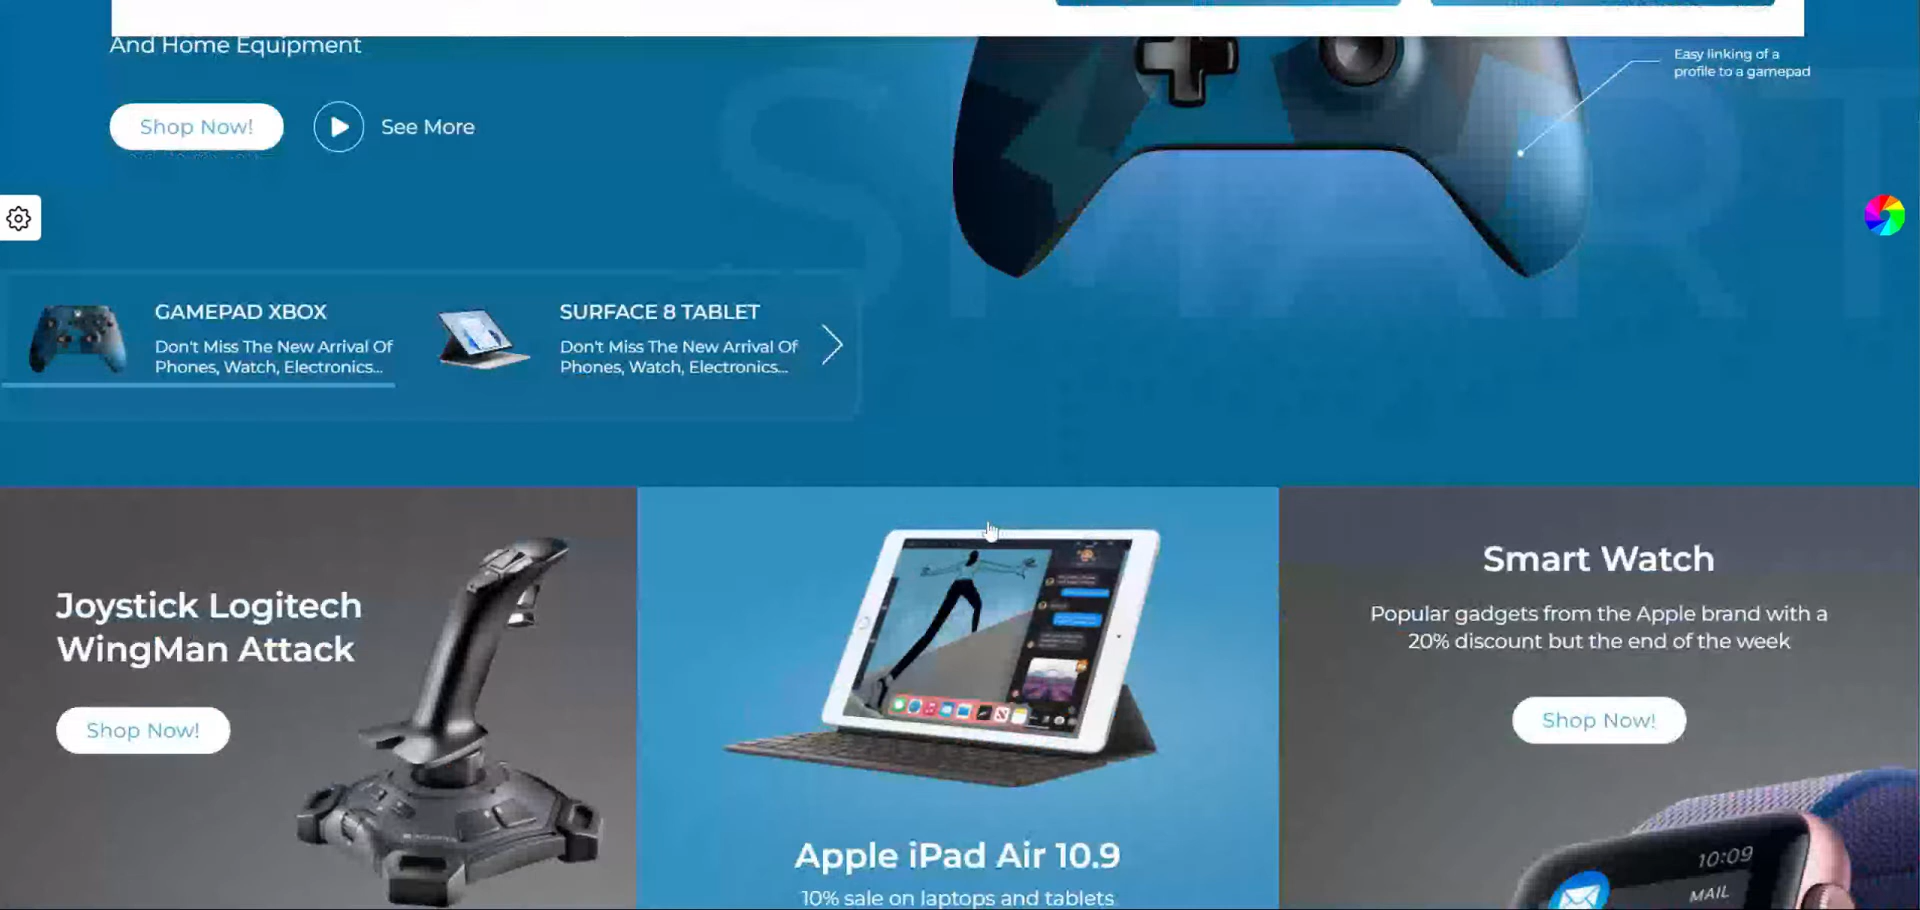 And Home Equipment
Easy linking of a
profile to a gamepad
Shop Now!
See More
SMART
GAMEPAD XBOX
Don't Miss The New Arrival Of
Phones, Watch, Electronics...
SURFACE 8 TABLET
Don't Miss The New Arrival Of
Phones, Watch, Electronics...
Joystick Logitech
WingMan Attack
Shop Now!
Apple iPad Air 10.9
10% sale on laptops and tablets
Smart Watch
Popular gadgets from the Apple brand with a
20% discount but the end of the week
Shop Now!
10:09
MAIL